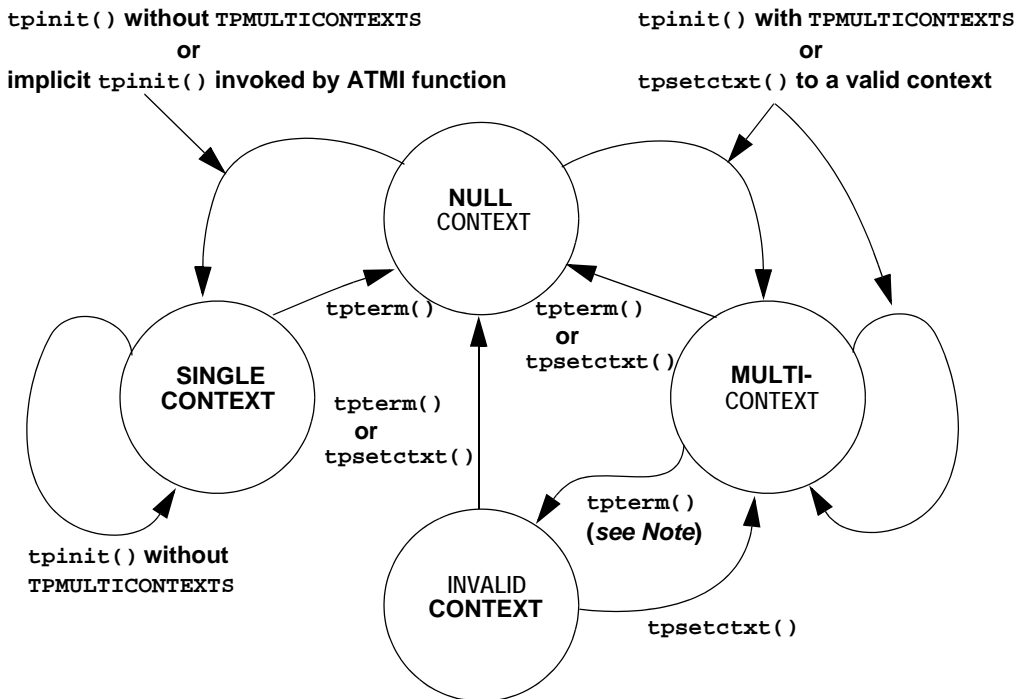 tpinit() without TPMULTICONTEXTS
or
implicit tpinit() invoked by ATMI function
tpinit() with TPMULTICONTEXTS
or
tpsetctxt() to a valid context
NULL
CONTEXT
tpterm()
tpterm()
or
tpsetctxt()
SINGLE
CONTEXT
MULTI-
CONTEXT
tpterm()
or
tpsetctxt()
tpterm()
(see Note)
tpinit() without
TPMULTICONTEXTS
INVALID
CONTEXT
tpsetctxt()